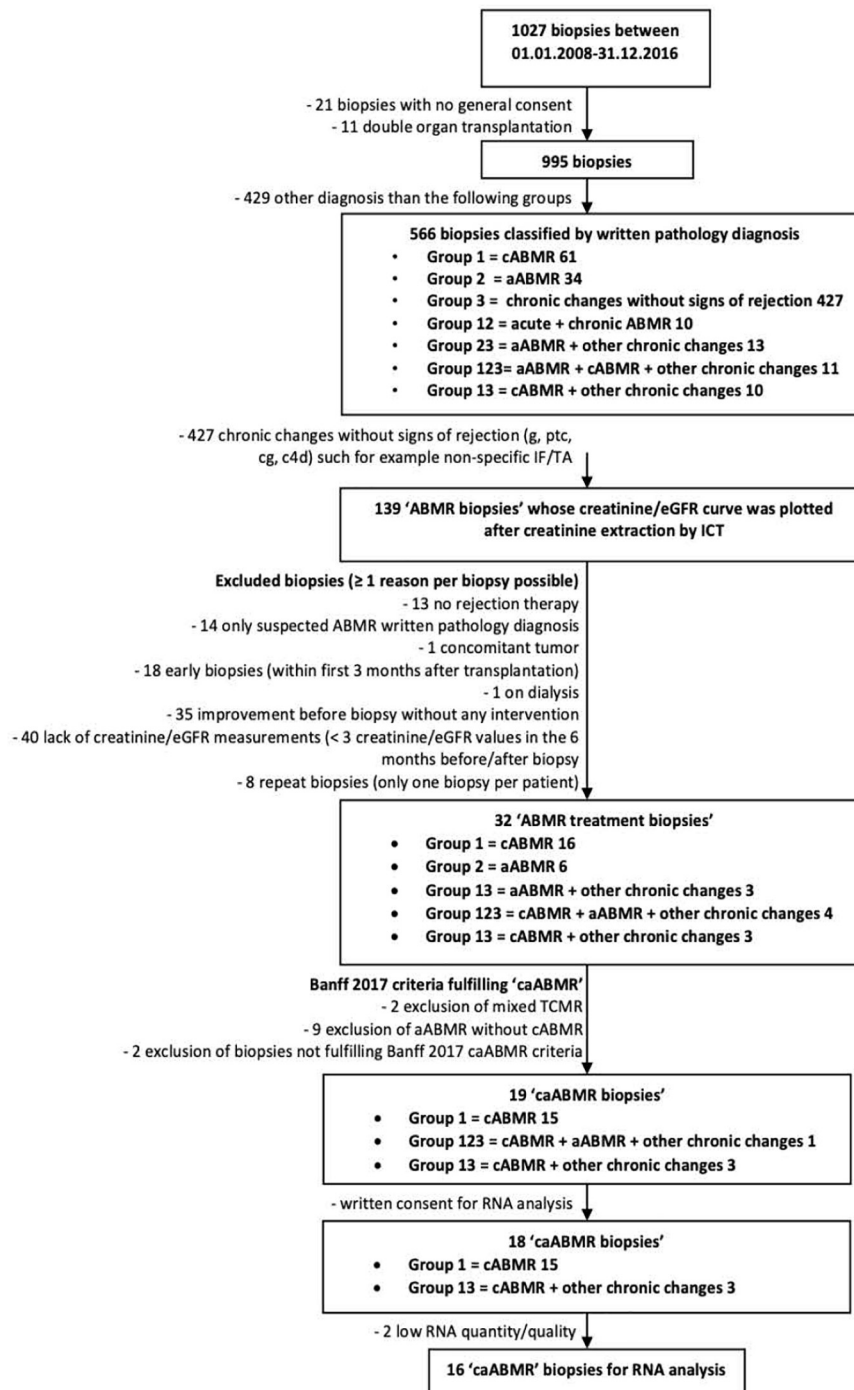 1027 biopsies between
01.01.2008-31.12.2016
- 21 biopsies with no general consent
- 11 double organ transplantation
995 biopsies
- 429 other diagnosis than the following groups
566 biopsies classified by written pathology diagnosis
• Group 1 = cABMR 61
• Group 2 = aABMR 34
• Group 3 = chronic changes without signs of rejection 427
• Group 12 = acute + chronic ABMR 10
• Group 23 = aABMR + other chronic changes 13
• Group 123= aABMR + cABMR + other chronic changes 11
• Group 13 = cABMR + other chronic changes 10
- 427 chronic changes without signs of rejection (g, ptc,
cg, c4d) such for example non-specific IF/TA
139 ‘ABMR biopsies’ whose creatinine/eGFR curve was plotted
after creatinine extraction by ICT
Excluded biopsies (≥ 1 reason per biopsy possible)
- 13 no rejection therapy
- 14 only suspected ABMR written pathology diagnosis
- 1 concomitant tumor
- 18 early biopsies (within first 3 months after transplantation)
- 1 on dialysis
- 35 improvement before biopsy without any intervention
- 40 lack of creatinine/eGFR measurements (< 3 creatinine/eGFR values in the 6
months before/after biopsy
- 8 repeat biopsies (only one biopsy per patient)
32 ‘ABMR treatment biopsies’
• Group 1 = cABMR 16
• Group 2 = aABMR 6
• Group 13 = aABMR + other chronic changes 3
• Group 123 = cABMR + aABMR + other chronic changes 4
• Group 13 = cABMR + other chronic changes 3
Banff 2017 criteria fulfilling ‘caABMR’
- 2 exclusion of mixed TCMR
- 9 exclusion of aABMR without cABMR
- 2 exclusion of biopsies not fulfilling Banff 2017 caABMR criteria
19 ‘caABMR biopsies’
• Group 1 = cABMR 15
• Group 123 = cABMR + aABMR + other chronic changes 1
• Group 13 = cABMR + other chronic changes 3
- written consent for RNA analysis
18 ‘caABMR biopsies’
• Group 1 = cABMR 15
• Group 13 = cABMR + other chronic changes 3
- 2 low RNA quantity/quality
16 ‘caABMR’ biopsies for RNA analysis